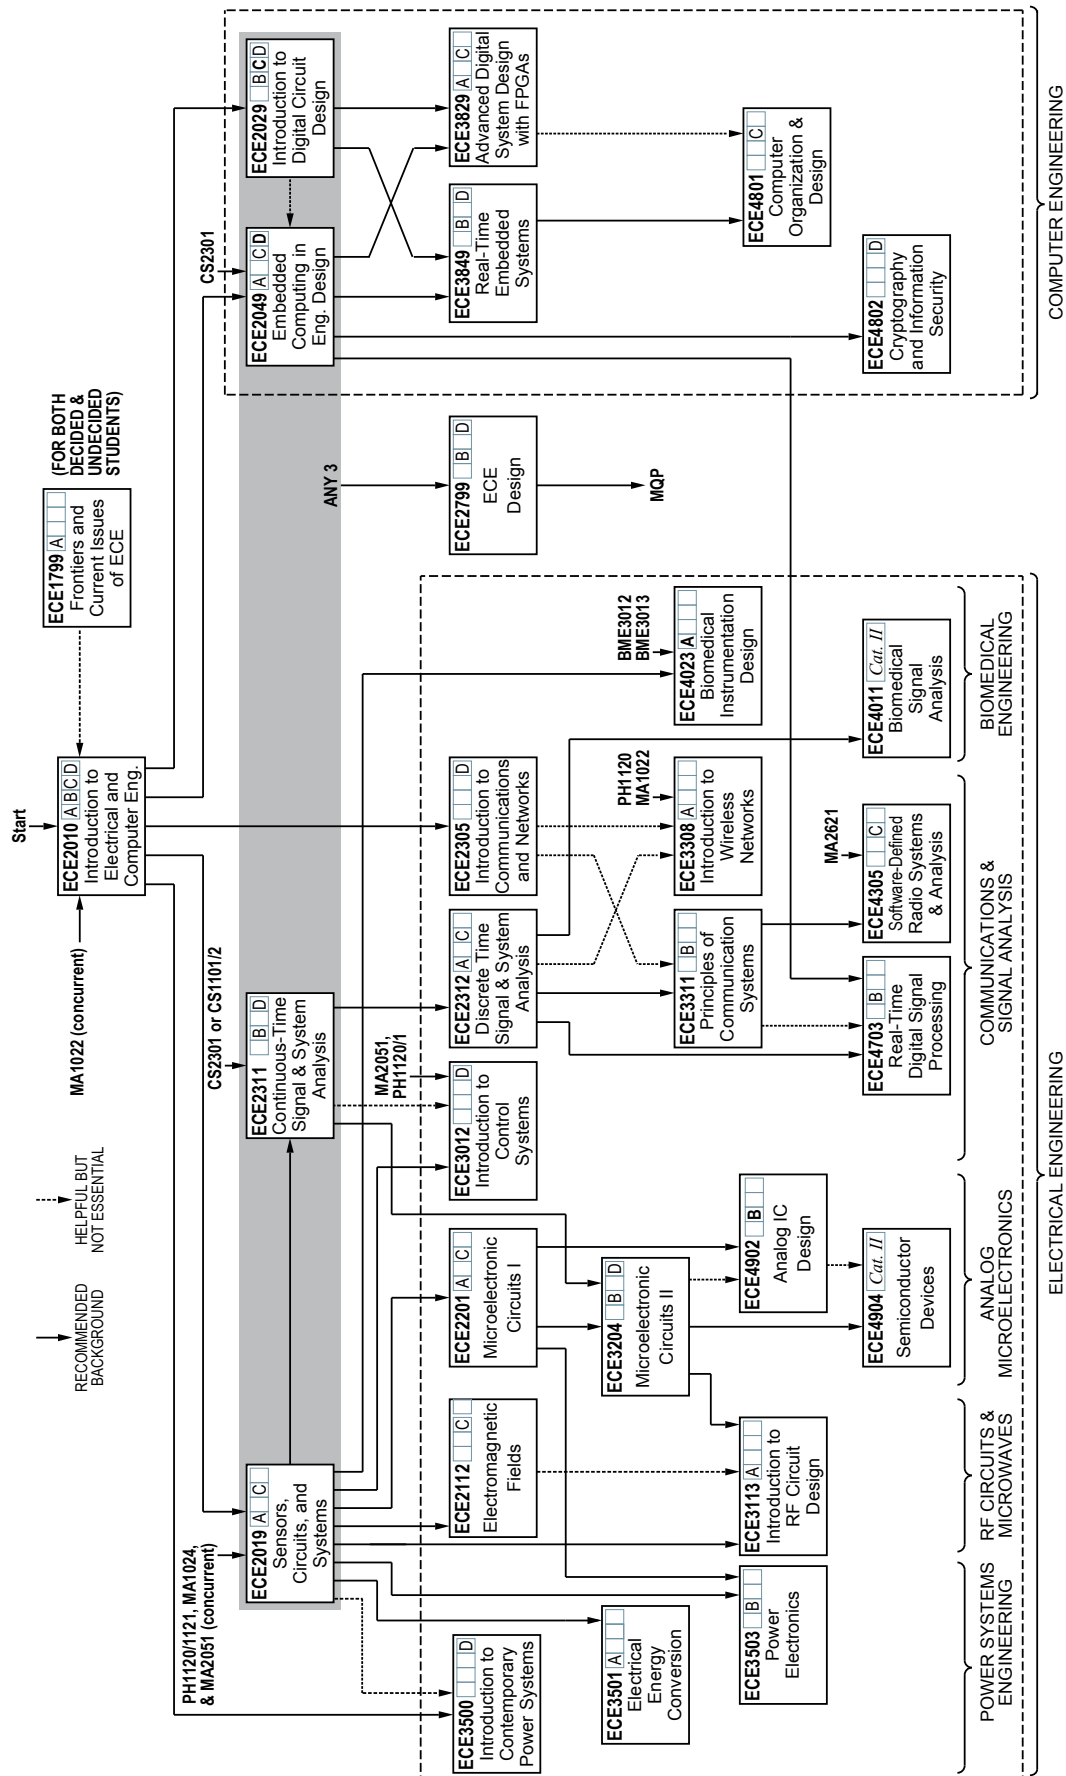 Start
MA1022 (concurrent)
ECE2010 A B C D
Introduction to
Electrical and
Computer Eng.
ECE1799 A
Frontiers and
Current Issues
of ECE
(FOR BOTH
DECIDED &
UNDECIDED
STUDENTS)
RECOMMENDED
BACKGROUND
HELPFUL BUT
NOT ESSENTIAL
PH1120/1121, MA1024,
& MA2051 (concurrent)
CS2301 or CS1101/2
CS2301
ECE2019 A C
Sensors,
Circuits, and
Systems
ECE2311 B D
Continuous-Time
Signal & System
Analysis
ECE2049 A C D
Embedded
Computing in
Eng. Design
ECE2029 B C D
Introduction to
Digital Circuit
Design
ANY 3
MA2051,
PH1120/1
ECE3500 D
Introduction to
Contemporary
Power Systems
ECE2112 C
Electromagnetic
Fields
ECE2201 A C
Microelectronic
Circuits I
ECE3012 D
Introduction to
Control
Systems
ECE2312 A C
Discrete Time
Signal & System
Analysis
ECE2305 D
Introduction to
Communications
and Networks
ECE2799 B D
ECE
Design
MQP
ECE3849 B D
Real-Time
Embedded
Systems
ECE3829 A C
Advanced Digital
System Design
with FPGAs
ECE3501 A
Electrical
Energy
Conversion
ECE3204 B D
Microelectronic
Circuits II
ECE3311 B
Principles of
Communication
Systems
PH1120
MA1022
ECE3308 A
Introduction to
Wireless
Networks
BME3012
BME3013
ECE4023 A
Biomedical
Instrumentation
Design
ECE3503 B
Power
Electronics
ECE3113 A
Introduction to
RF Circuit
Design
ECE4902 B
Analog IC
Design
ECE4801 C
Computer
Organization &
Design
ECE4904 Cat. II
Semiconductor
Devices
ECE4703 B
Real-Time
Digital Signal
Processing
MA2621
ECE4305 C
Software-Defined
Radio Systems
& Analysis
ECE4011 Cat. II
Biomedical
Signal
Analysis
ECE4802 D
Cryptography
and Information
Security
POWER SYSTEMS
ENGINEERING
RF CIRCUITS &
MICROWAVES
ANALOG
MICROELECTRONICS
COMMUNICATIONS &
SIGNAL ANALYSIS
BIOMEDICAL
ENGINEERING
ELECTRICAL ENGINEERING
COMPUTER ENGINEERING